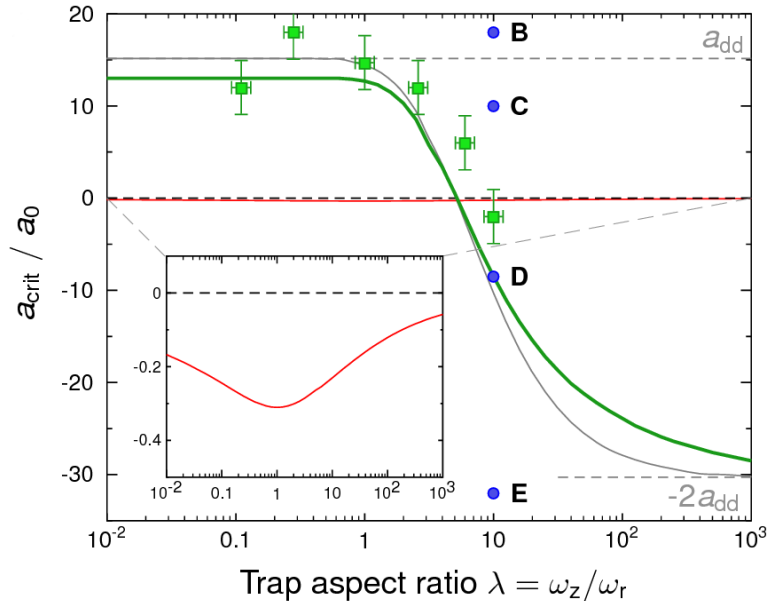 20
B
a_dd
10
C
0
a_crit / a_0
0
-0.2
-0.4
10^-2 0.1 1 10 100 10^3
-10
D
-20
-30
E
-2a_dd
10^-2 0.1 1 10 10^2 10^3
Trap aspect ratio λ = ω_z/ω_r